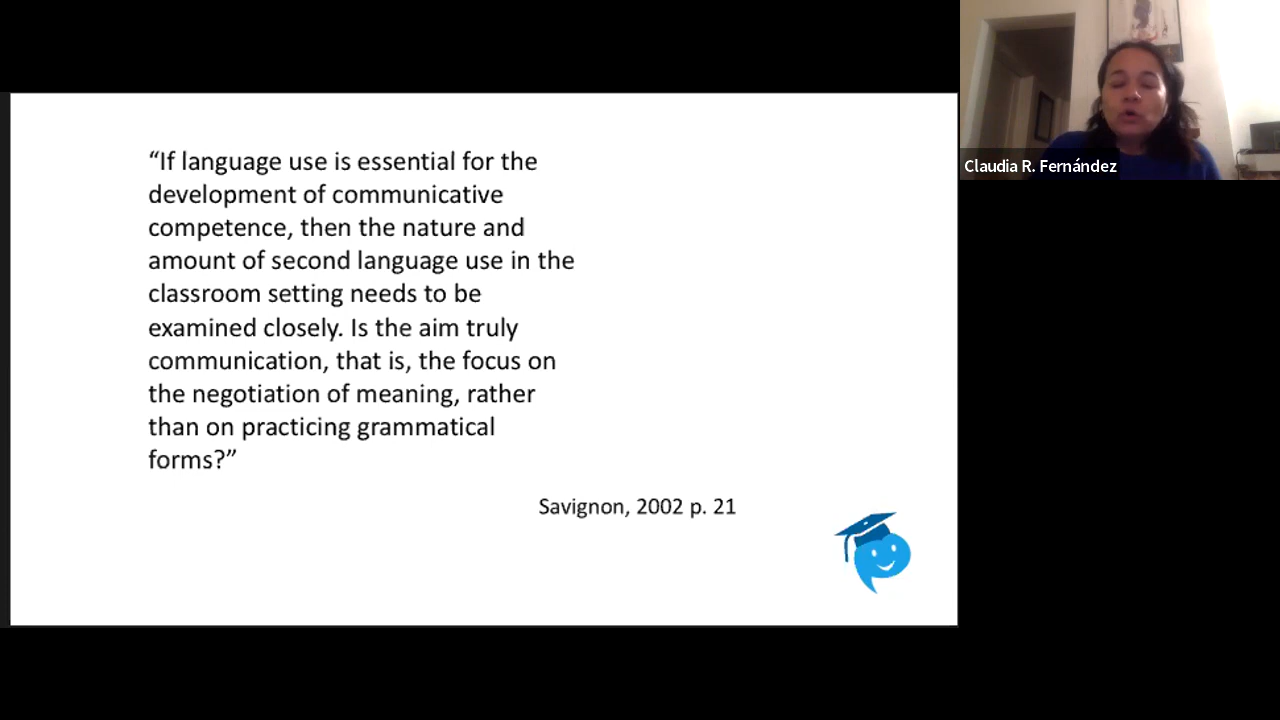 “If language use is essential for the
development of communicative
competence, then the nature and
amount of second language use in the
classroom setting needs to be
examined closely. Is the aim truly
communication, that is, the focus on
the negotiation of meaning, rather
than on practicing grammatical
forms?”
Savignon, 2002 p. 21
Claudia R. Fernández